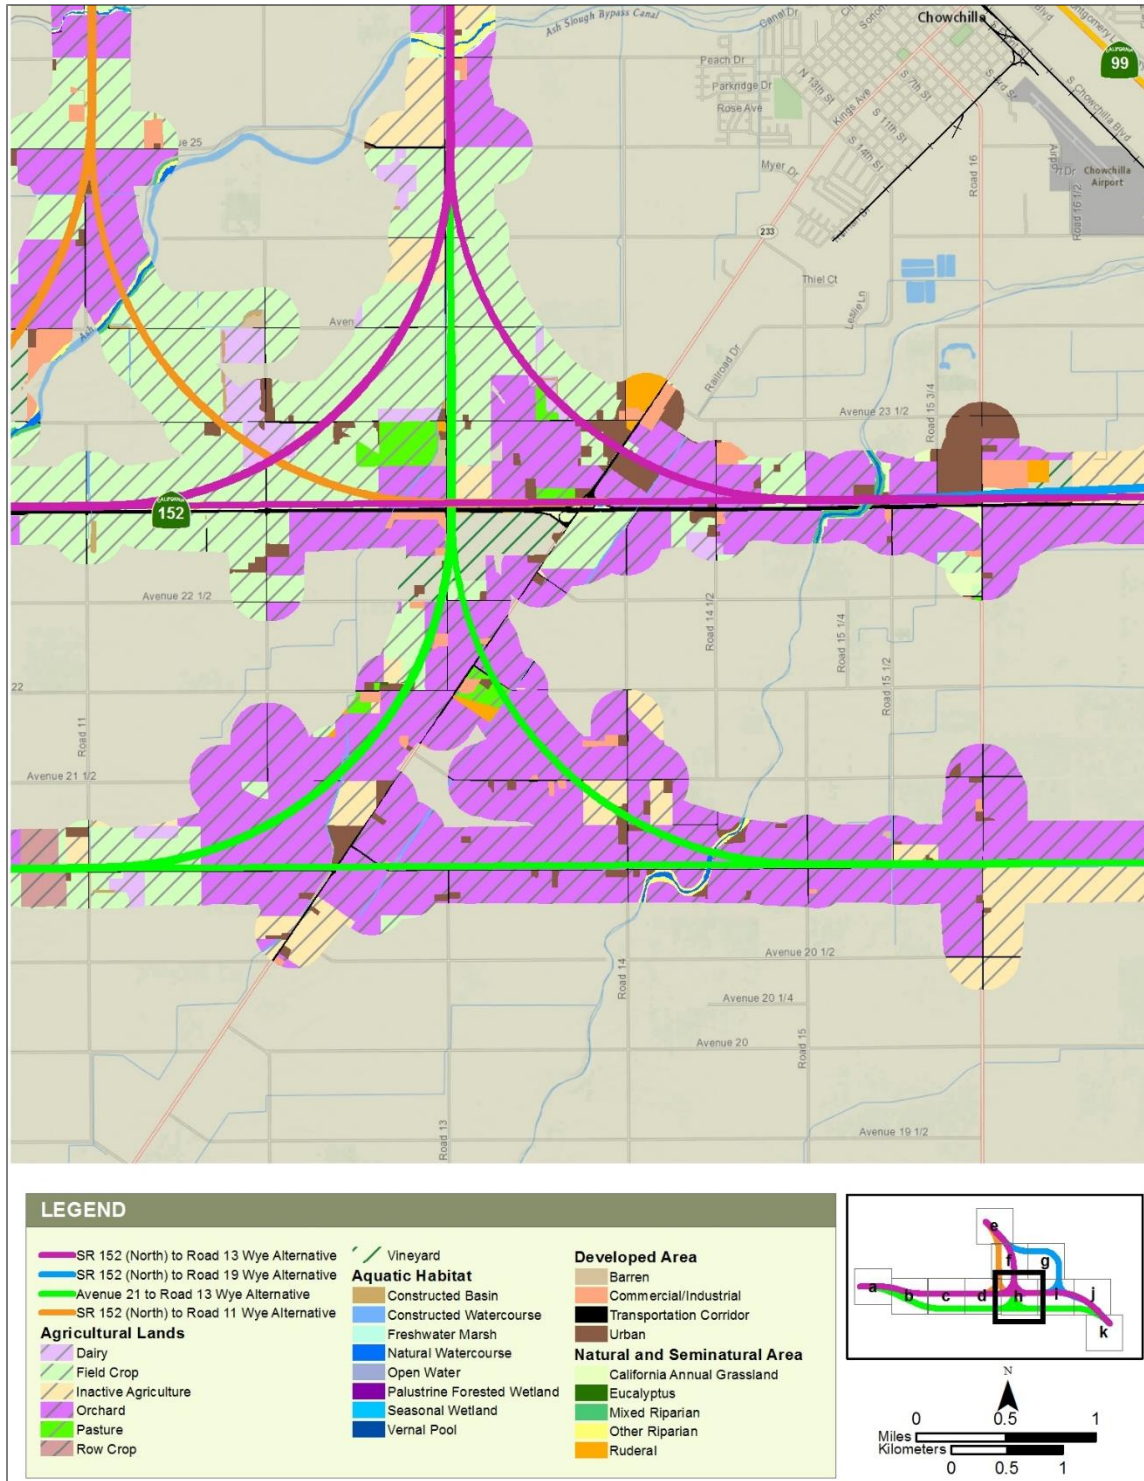 Chowchilla
Ash Slough Bypass Canal
Canal Dr
CALIFORNIA
99
Peach Dr
N 13th St
S 7th St
S Chowchilla Blvd
Parkridge Dr
Rose Ave
Kings Ave
S 11th St
ue 25
S 14th St
Myer Dr
Road 16
Chowchilla
Airport
Road 16 1/2
233
Thiel Ct
Leslie Ln
Aven
Ash
Railroad Dr
Avenue 23 1/2
Road 15 3/4
CALIFORNIA
152
Avenue 22 1/2
Road 14 1/2
Road 15 1/4
Road 15 1/2
22
Road 11
Avenue 21 1/2
Avenue 20 1/2
Road 14
Avenue 20 1/4
Road 15
Avenue 20
Road 13
Avenue 19 1/2
LEGEND
SR 152 (North) to Road 13 Wye Alternative
SR 152 (North) to Road 19 Wye Alternative
Avenue 21 to Road 13 Wye Alternative
SR 152 (North) to Road 11 Wye Alternative
Agricultural Lands
Dairy
Field Crop
Inactive Agriculture
Orchard
Pasture
Row Crop
Vineyard
Aquatic Habitat
Constructed Basin
Constructed Watercourse
Freshwater Marsh
Natural Watercourse
Open Water
Palustrine Forested Wetland
Seasonal Wetland
Vernal Pool
Developed Area
Barren
Commercial/Industrial
Transportation Corridor
Urban
Natural and Seminatural Area
California Annual Grassland
Eucalyptus
Mixed Riparian
Other Riparian
Ruderal
e
f
g
a
b
c
d
h
i
j
k
N
0 0.5 1
Miles
Kilometers
0 0.5 1